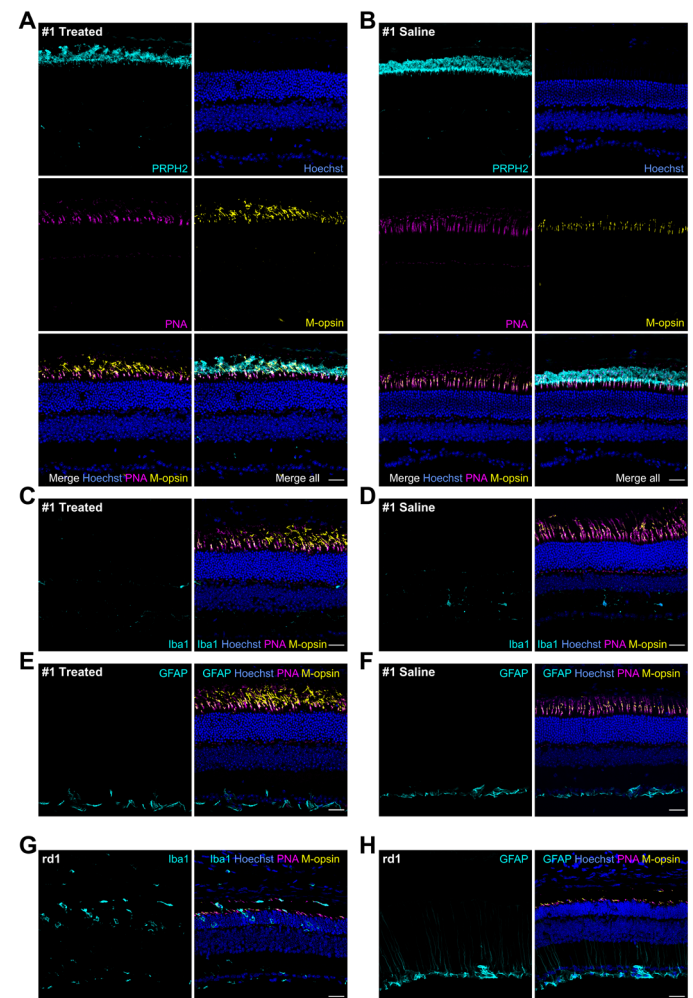 A
#1 Treated
PRPH2
Hoechst
PNA
M-opsin
Merge Hoechst PNA M-opsin
Merge all
B
#1 Saline
PRPH2
Hoechst
PNA
M-opsin
Merge Hoechst PNA M-opsin
Merge all
C
#1 Treated
Iba1
Iba1 Hoechst PNA M-opsin
D
#1 Saline
Iba1
Iba1 Hoechst PNA M-opsin
E
#1 Treated
GFAP
GFAP Hoechst PNA M-opsin
F
#1 Saline
GFAP
GFAP Hoechst PNA M-opsin
G
rd1
Iba1
Iba1 Hoechst PNA M-opsin
H
rd1
GFAP
GFAP Hoechst PNA M-opsin